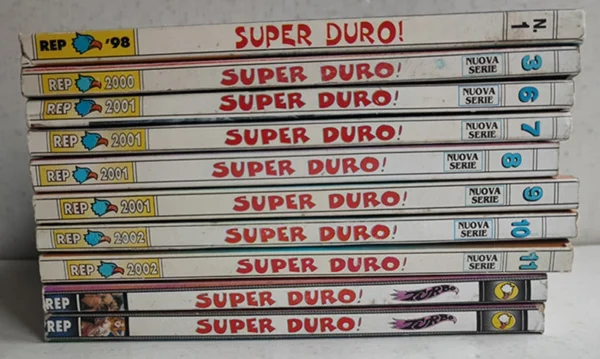 REP '98 SUPER DURO! N. 1
REP 2000 SUPER DURO! NUOVA SERIE 3
REP 2001 SUPER DURO! NUOVA SERIE 6
REP 2001 SUPER DURO! NUOVA SERIE 7
REP 2001 SUPER DURO! NUOVA SERIE 8
REP 2001 SUPER DURO! NUOVA SERIE 9
REP 2002 SUPER DURO! NUOVA SERIE 10
REP 2002 SUPER DURO! NUOVA SERIE 11
REP SUPER DURO! TURBO
REP SUPER DURO! TURBO